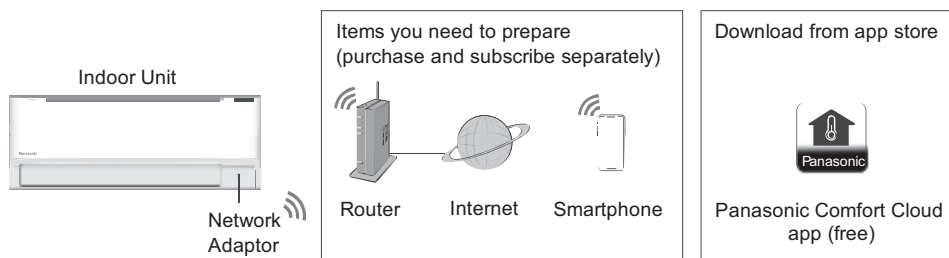 Indoor Unit
Network
Adaptor
Items you need to prepare
(purchase and subscribe separately)
Router
Internet
Smartphone
Download from app store
Panasonic
Panasonic Comfort Cloud
app (free)